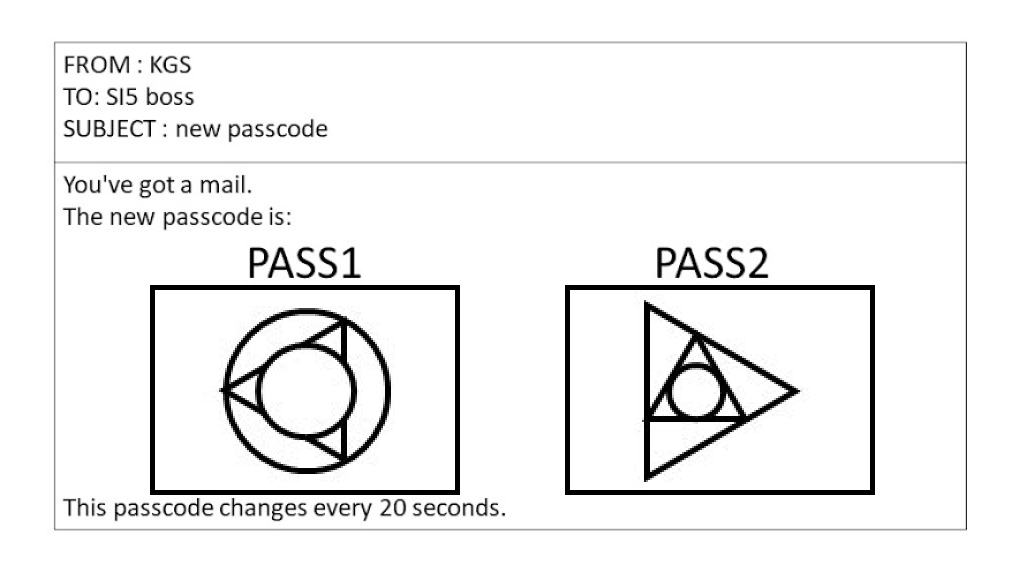 FROM : KGS
TO: SI5 boss
SUBJECT : new passcode
You've got a mail.
The new passcode is:
PASS1
PASS2
This passcode changes every 20 seconds.